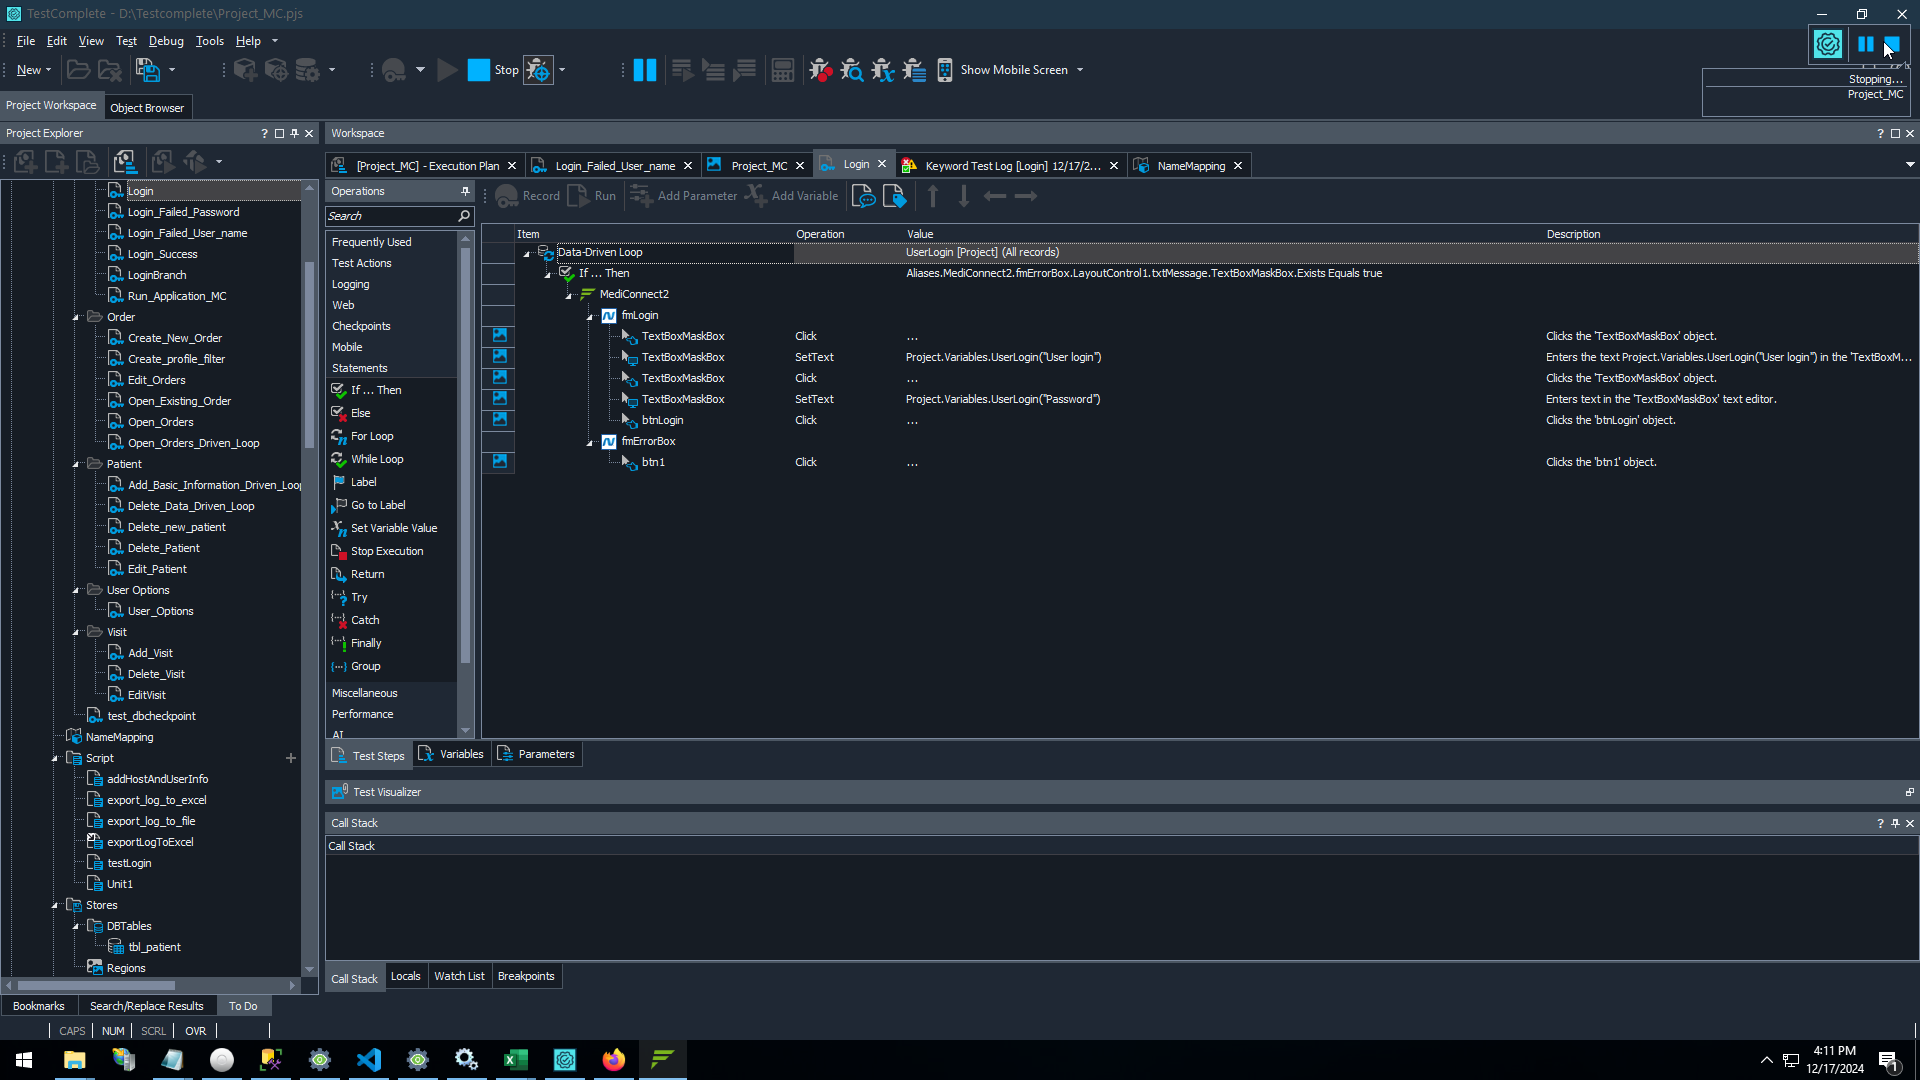 TestComplete - D:\Testcomplete\Project_MC.pjs
File Edit View Test Debug Tools Help
New
Stop
Show Mobile Screen
Stopping...
Project_MC
Project Workspace
Object Browser
Project Explorer
?
Login
Login_Failed_Password
Login_Failed_User_name
Login_Success
LoginBranch
Run_Application_MC
Order
Create_New_Order
Create_profile_filter
Edit_Orders
Open_Existing_Order
Open_Orders
Open_Orders_Driven_Loop
Patient
Add_Basic_Information_Driven_Loop
Delete_Data_Driven_Loop
Delete_new_patient
Delete_Patient
Edit_Patient
User Options
User_Options
Visit
Add_Visit
Delete_Visit
EditVisit
test_dbcheckpoint
NameMapping
Script
addHostAndUserInfo
export_log_to_excel
export_log_to_file
exportLogToExcel
testLogin
Unit1
Stores
DBTables
tbl_patient
Regions
Bookmarks
Search/Replace Results
To Do
Workspace
?
[Project_MC] - Execution Plan
Login_Failed_User_name
Project_MC
Login
Keyword Test Log [Login] 12/17/2...
NameMapping
Operations
Search
Frequently Used
Test Actions
Logging
Web
Checkpoints
Mobile
Statements
If ... Then
Else
For Loop
While Loop
Label
Go to Label
Set Variable Value
Stop Execution
Return
Try
Catch
Finally
Group
Miscellaneous
Performance
AI
Record
Run
Add Parameter
Add Variable
Item Operation Value Description
Data-Driven Loop UserLogin [Project] (All records)
If ... Then Aliases.MediConnect2.fmErrorBox.LayoutControl1.txtMessage.TextBoxMaskBox.Exists Equals true
MediConnect2
fmLogin
TextBoxMaskBox Click ... Clicks the 'TextBoxMaskBox' object.
TextBoxMaskBox SetText Project.Variables.UserLogin("User login") Enters the text Project.Variables.UserLogin("User login") in the 'TextBoxM...
TextBoxMaskBox Click ... Clicks the 'TextBoxMaskBox' object.
TextBoxMaskBox SetText Project.Variables.UserLogin("Password") Enters text in the 'TextBoxMaskBox' text editor.
btnLogin Click ... Clicks the 'btnLogin' object.
fmErrorBox
btn1 Click ... Clicks the 'btn1' object.
Test Steps
Variables
Parameters
Test Visualizer
Call Stack
?
Call Stack
Call Stack
Locals
Watch List
Breakpoints
CAPS NUM SCRL OVR
4:11 PM
12/17/2024
1